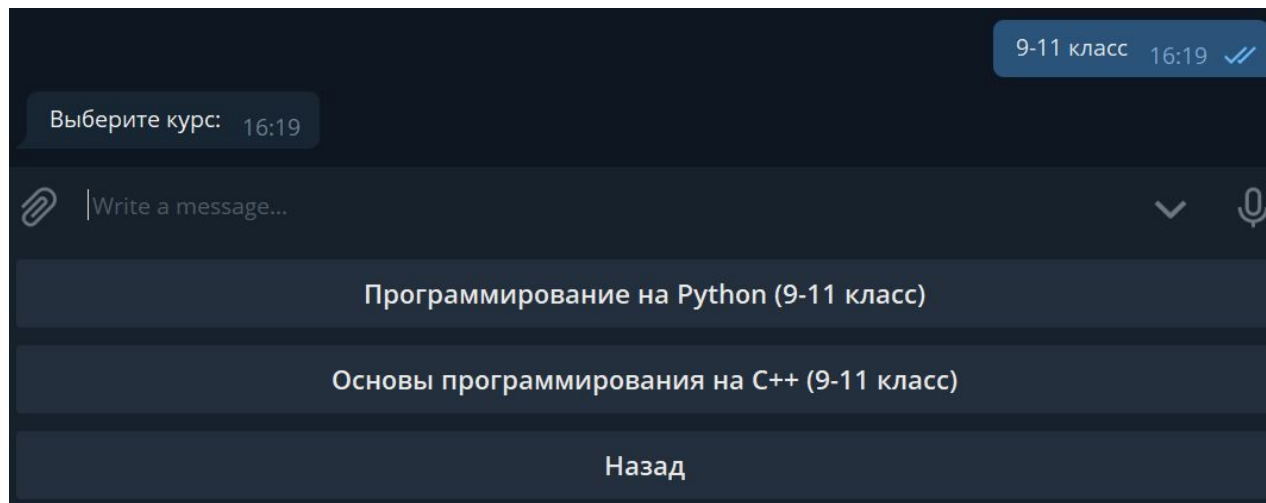 9-11 класс 16:19
Выберите курс: 16:19
Write a message...
Программирование на Python (9-11 класс)
Основы программирования на C++ (9-11 класс)
Назад